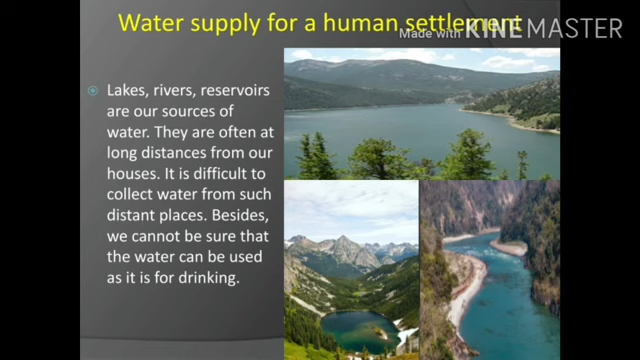 Water supply for a human settlement
Made with KINEMASTER
Lakes, rivers, reservoirs
are our sources of
water. They are often at
long distances from our
houses. It is difficult to
collect water from such
distant places. Besides,
we cannot be sure that
the water can be used
as it is for drinking.